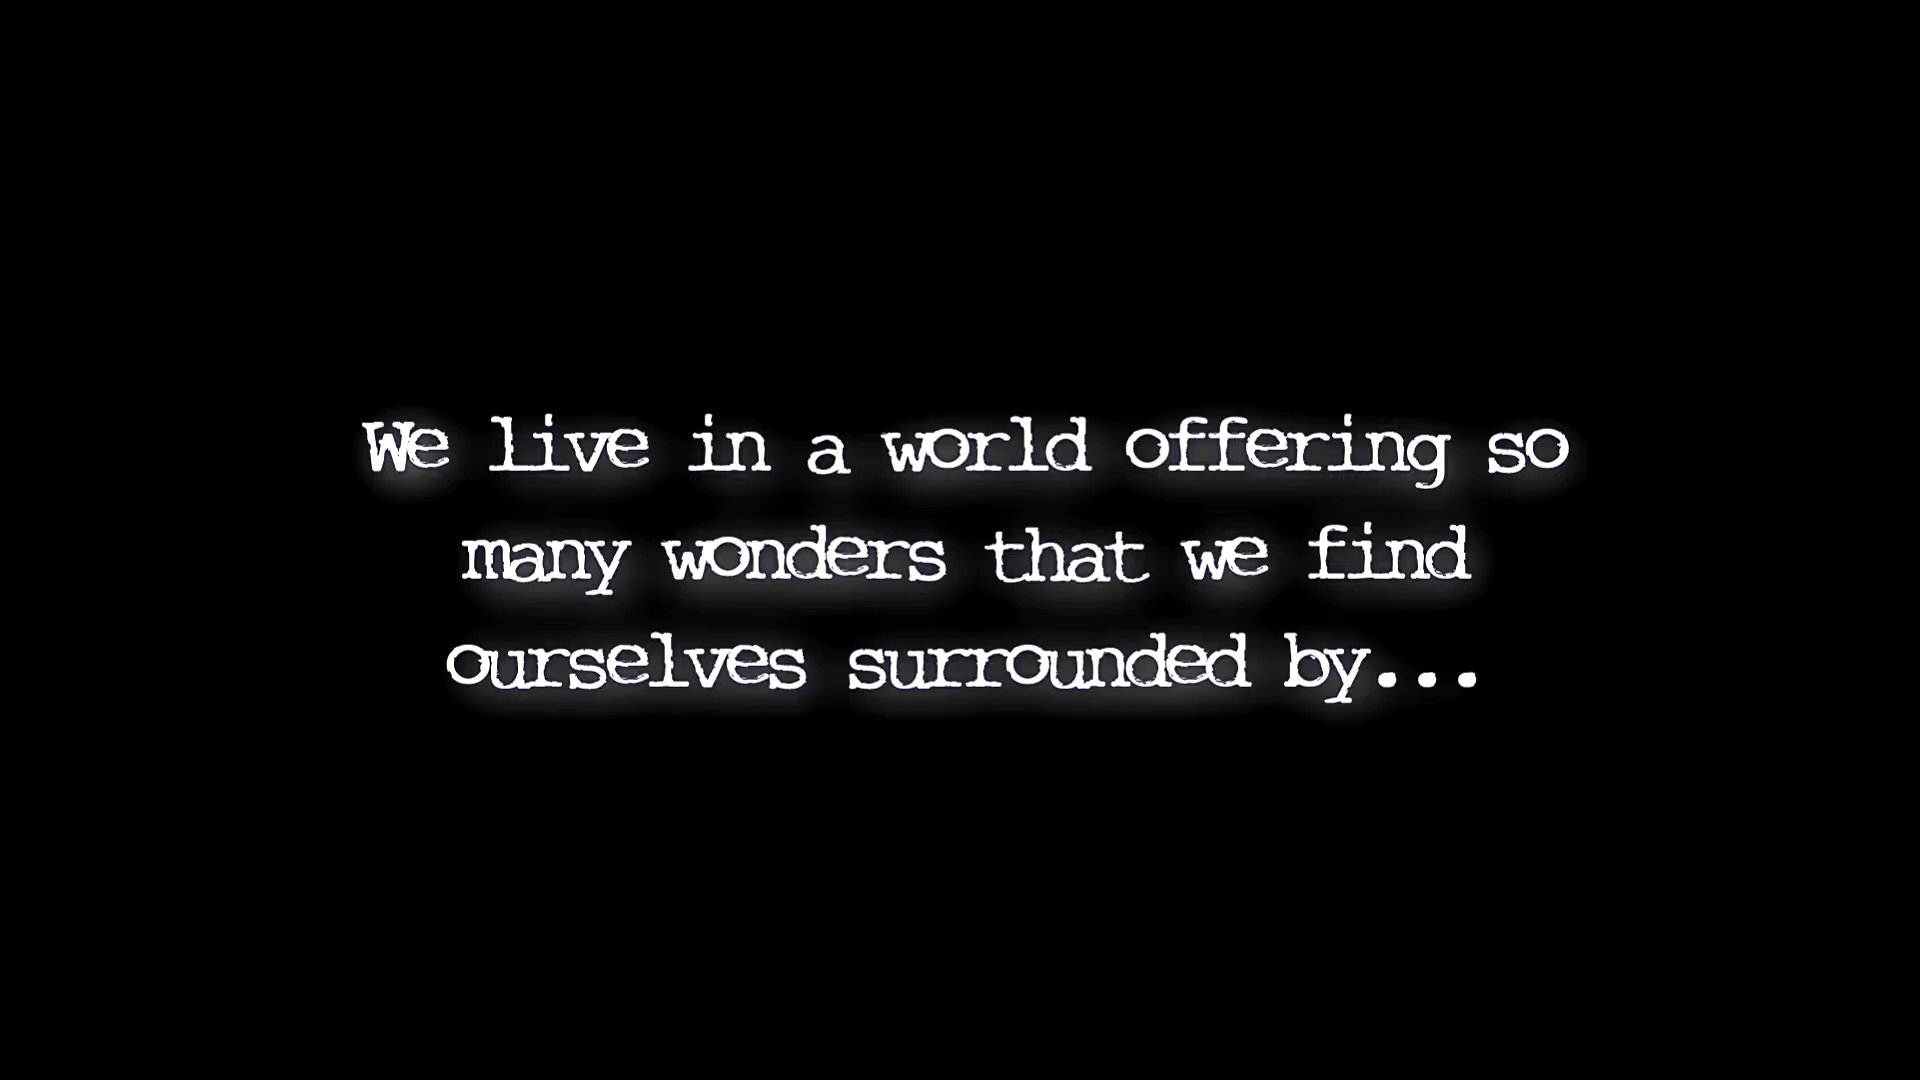 We live in a world offering so
many wonders that we find
ourselves surrounded by...